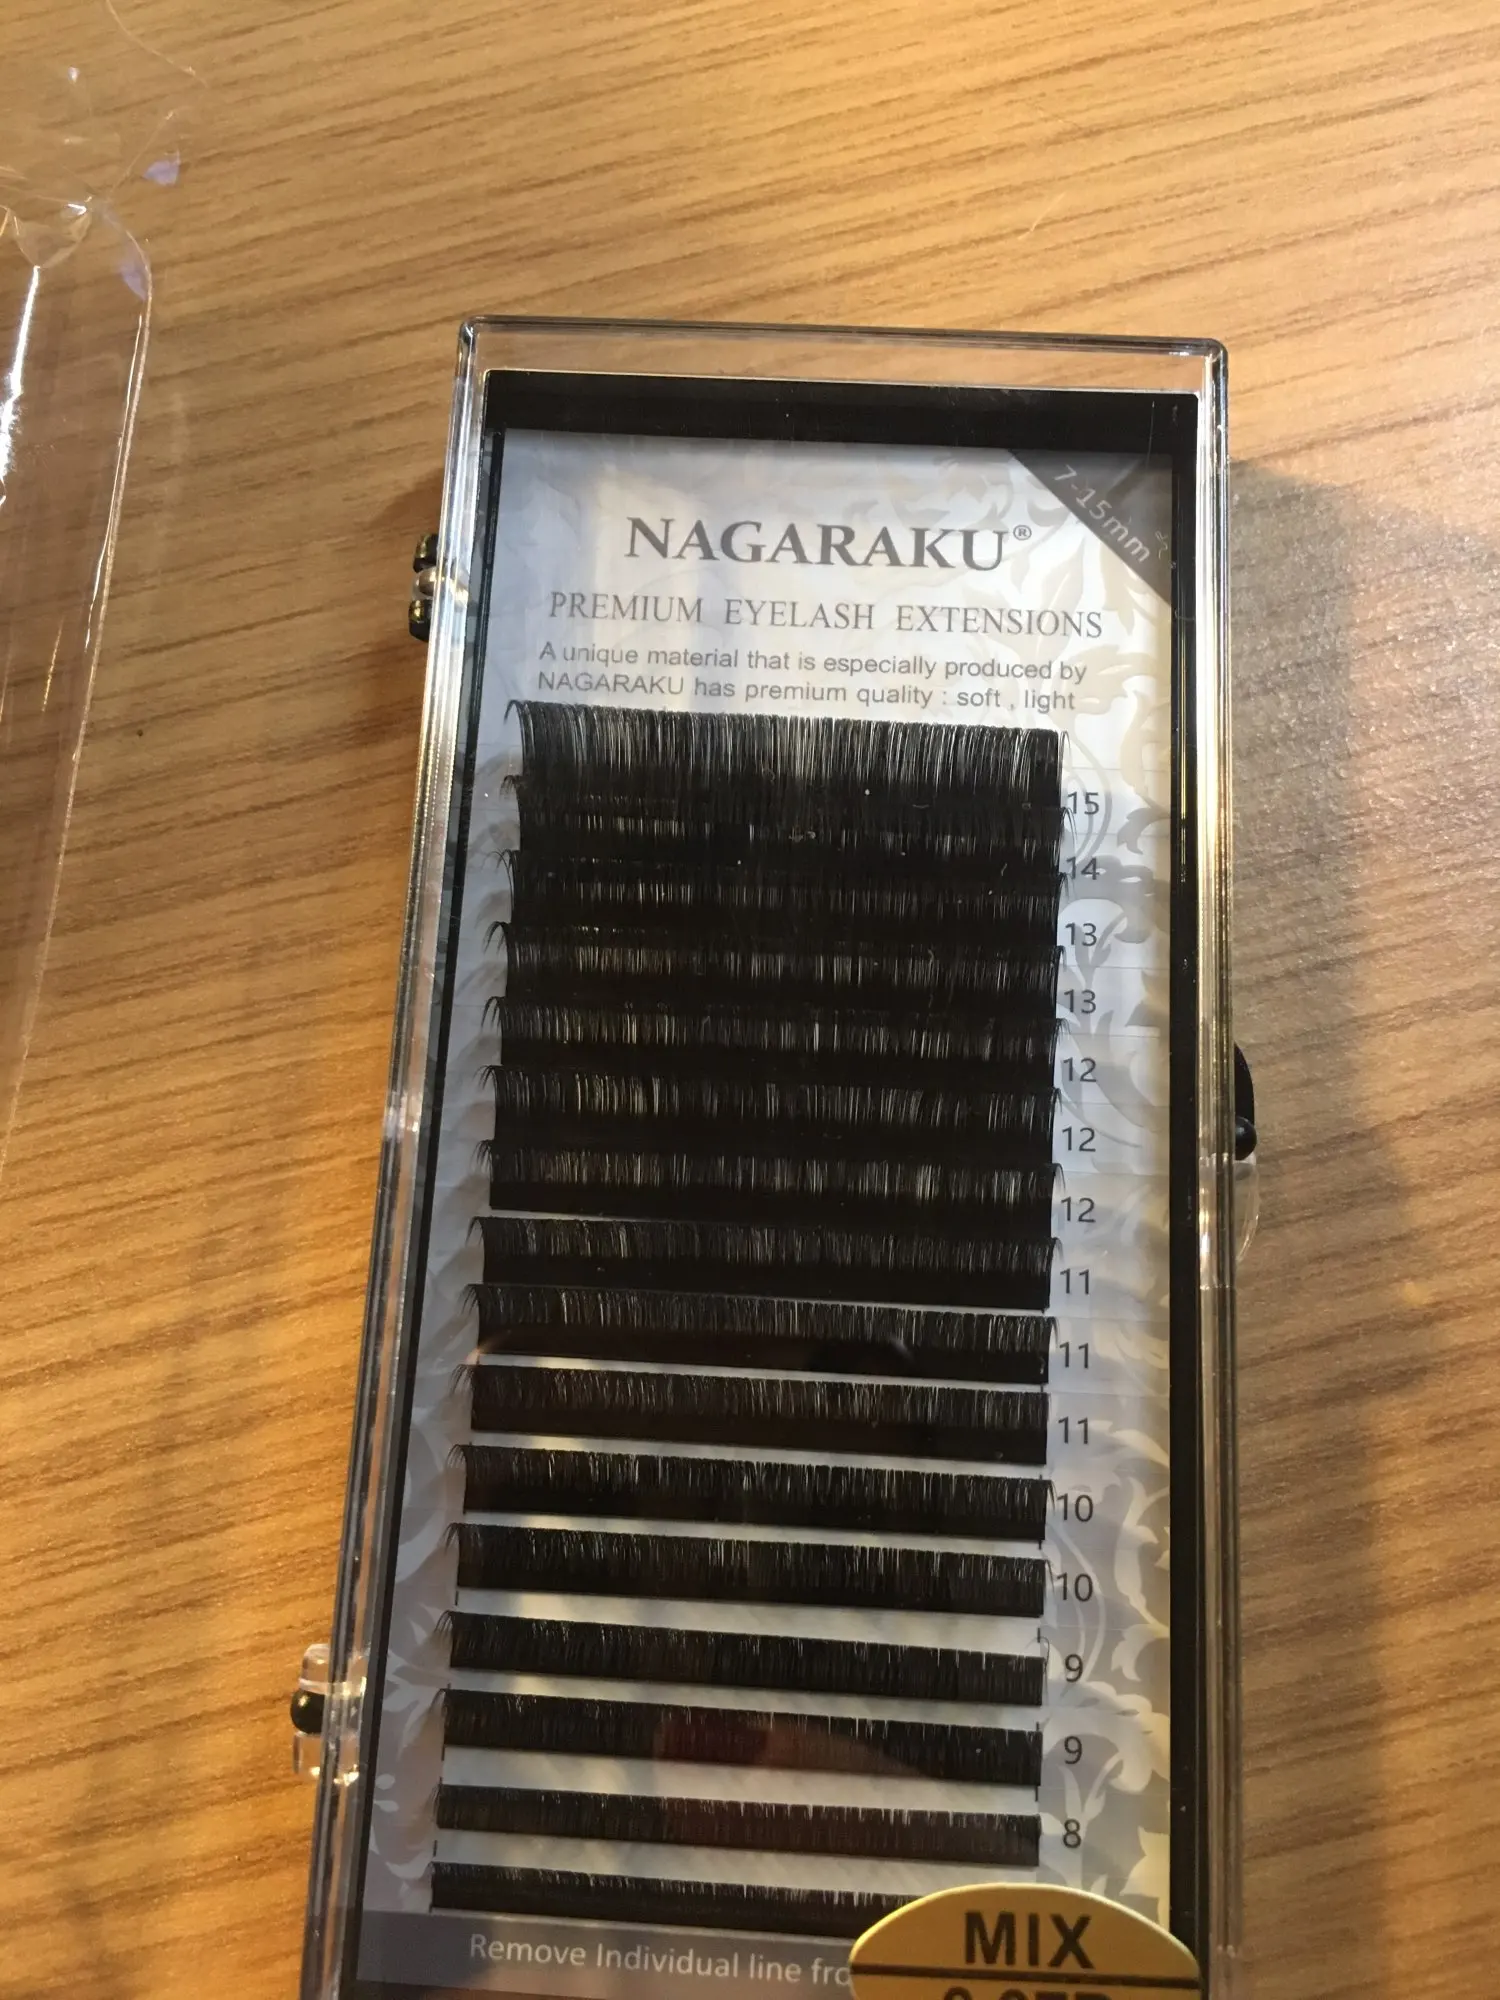 7-15mm
NAGARAKU®
PREMIUM EYELASH EXTENSIONS
A unique material that is especially produced by
NAGARAKU has premium quality : soft , light
15
14
13
13
12
12
12
11
11
11
10
10
9
9
8
Remove Individual line
MIX